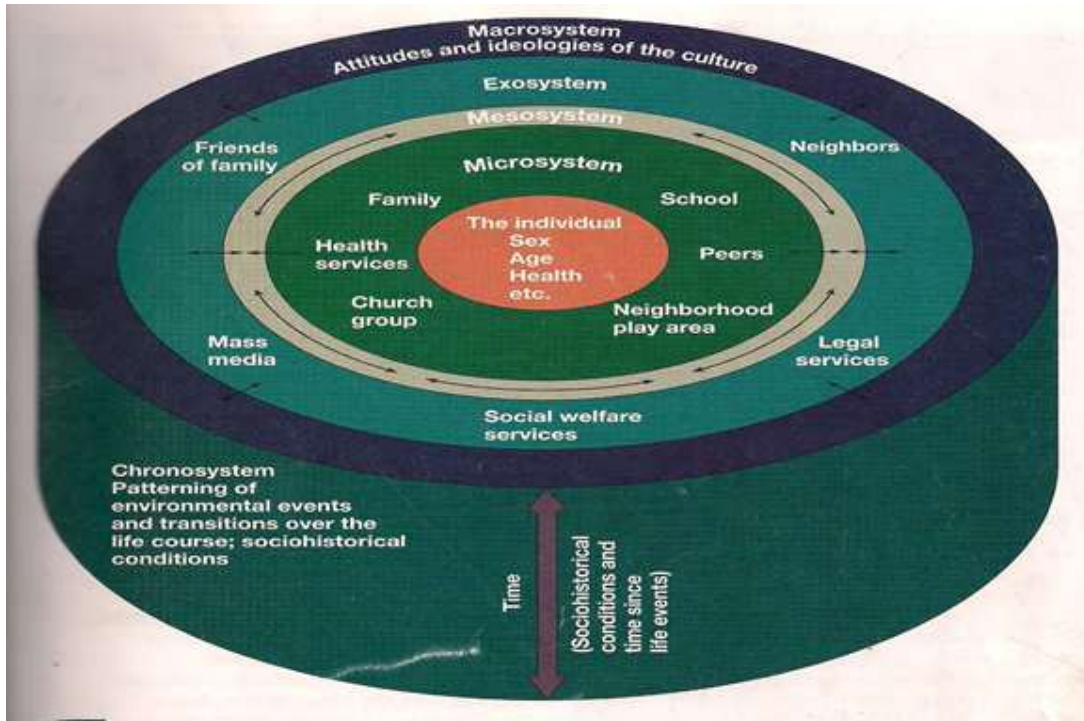 Macrosystem
Attitudes and ideologies of the culture
Exosystem
Mesosystem
Microsystem
Friends
of family
Neighbors
Family
School
The individual
Sex
Age
Health
etc.
Health
services
Peers
Church
group
Neighborhood
play area
Mass
media
Legal
services
Social welfare
services
Chronosystem
Patterning of
environmental events
and transitions over the
life course; sociohistorical
conditions
Time
(Sociohistorical
conditions and
time since
life events)